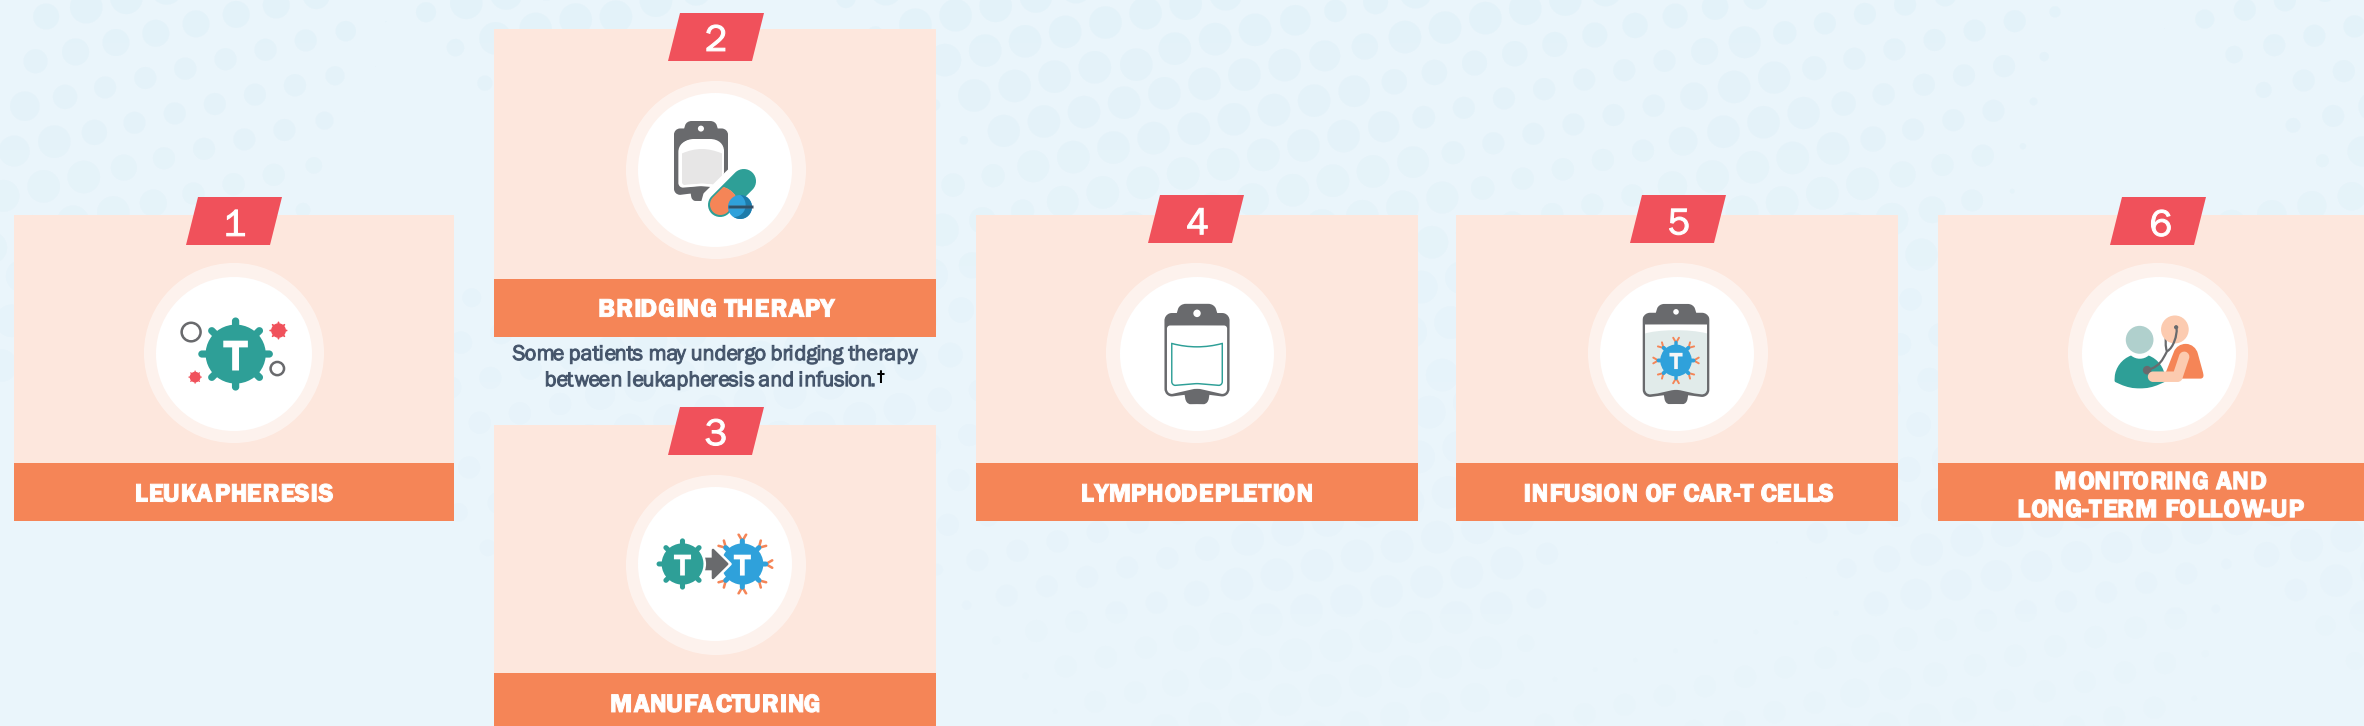 1
T
LEUKAPHERESIS
2
BRIDGING THERAPY
Some patients may undergo bridging therapy
between leukapheresis and infusion.†
3
T T
MANUFACTURING
4
LYMPHODEPLETION
5
T
INFUSION OF CAR-T CELLS
6
MONITORING AND
LONG-TERM FOLLOW-UP